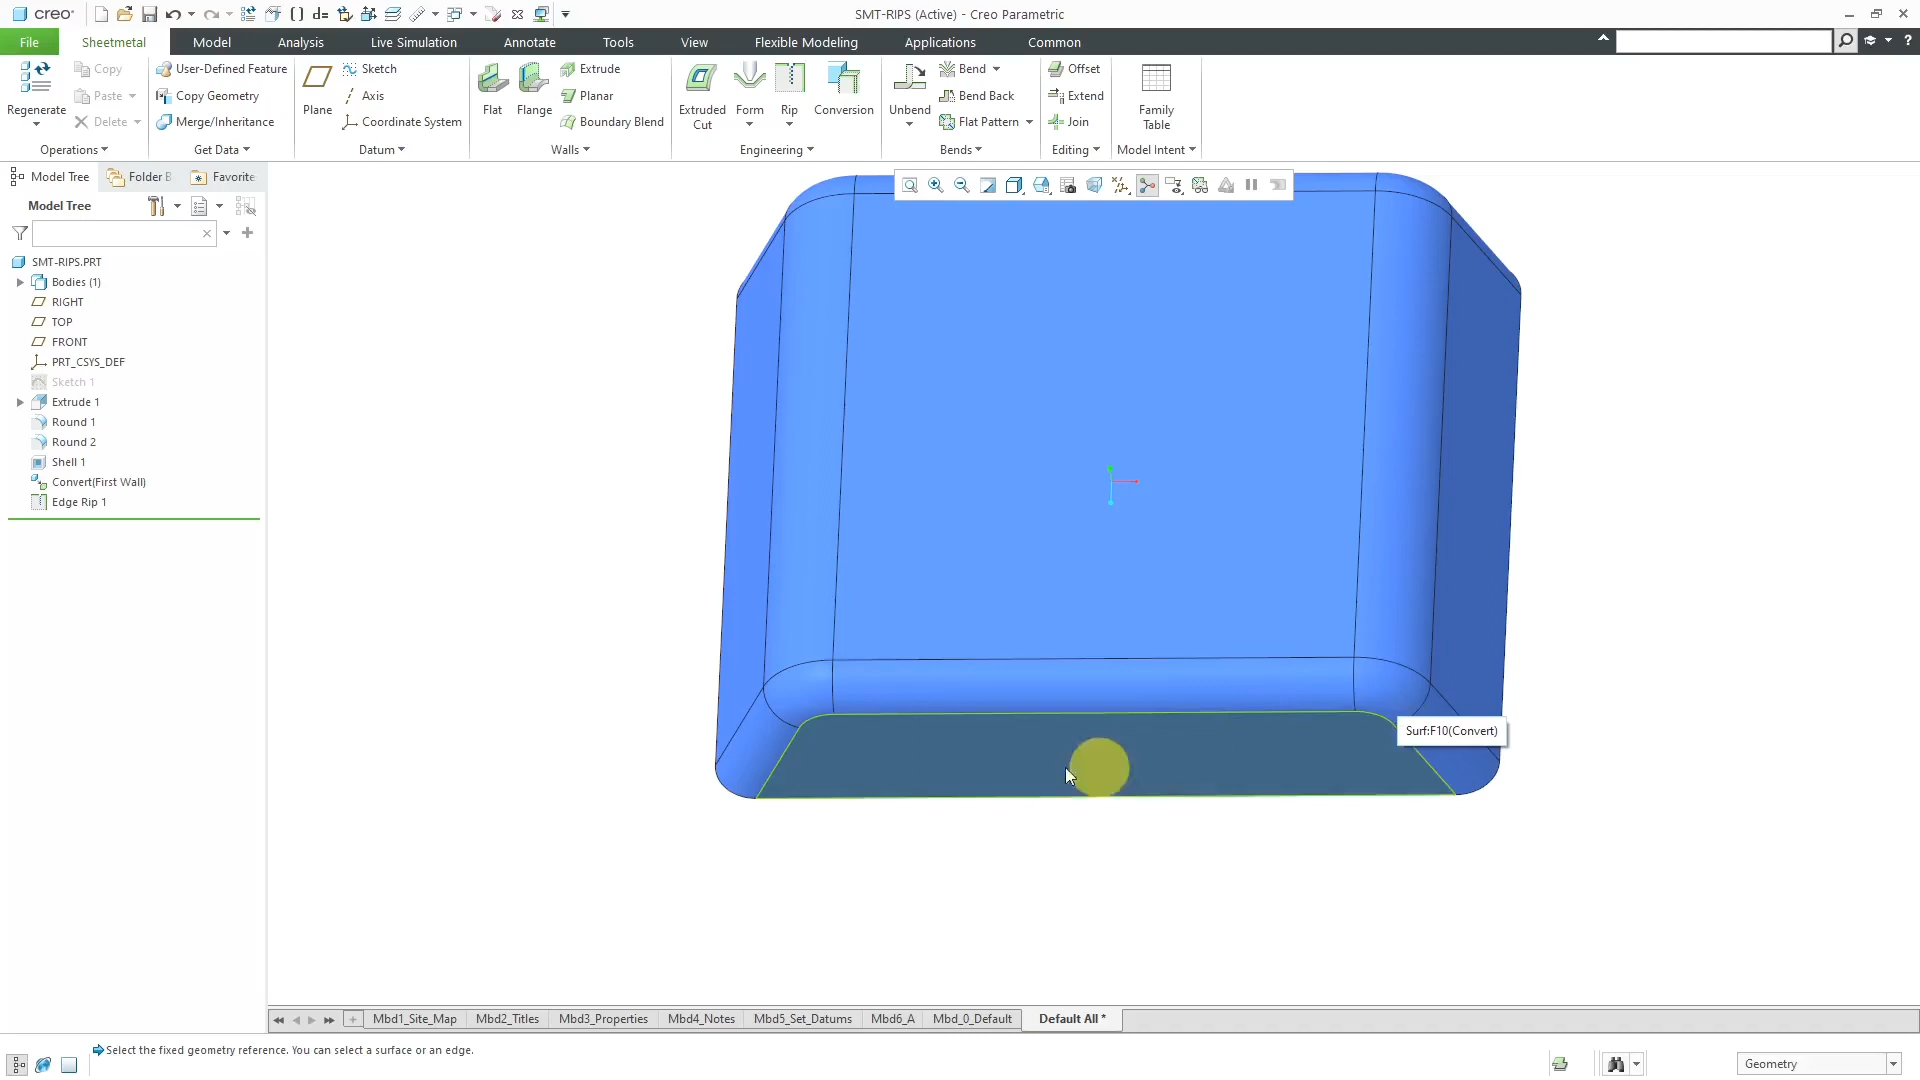 creo
SMT-RIPS (Active) - Creo Parametric
File
Sheetmetal
Model
Analysis
Live Simulation
Annotate
Tools
View
Flexible Modeling
Applications
Common
Regenerate
Copy
Paste
Delete
Operations
User-Defined Feature
Copy Geometry
Merge/Inheritance
Get Data
Plane
Sketch
Axis
Coordinate System
Datum
Flat
Flange
Extrude
Planar
Boundary Blend
Walls
Extruded
Cut
Form
Rip
Conversion
Engineering
Unbend
Bend
Bend Back
Flat Pattern
Bends
Offset
Extend
Join
Editing
Family
Table
Model Intent
Model Tree
Folder B
Favorite
Model Tree
SMT-RIPS.PRT
Bodies (1)
RIGHT
TOP
FRONT
PRT_CSYS_DEF
Sketch 1
Extrude 1
Round 1
Round 2
Shell 1
Convert(First Wall)
Edge Rip 1
Surf:F10(Convert)
Mbd1_Site_Map
Mbd2_Titles
Mbd3_Properties
Mbd4_Notes
Mbd5_Set_Datums
Mbd6_A
Mbd_0_Default
Default All *
Select the fixed geometry reference. You can select a surface or an edge.
Geometry